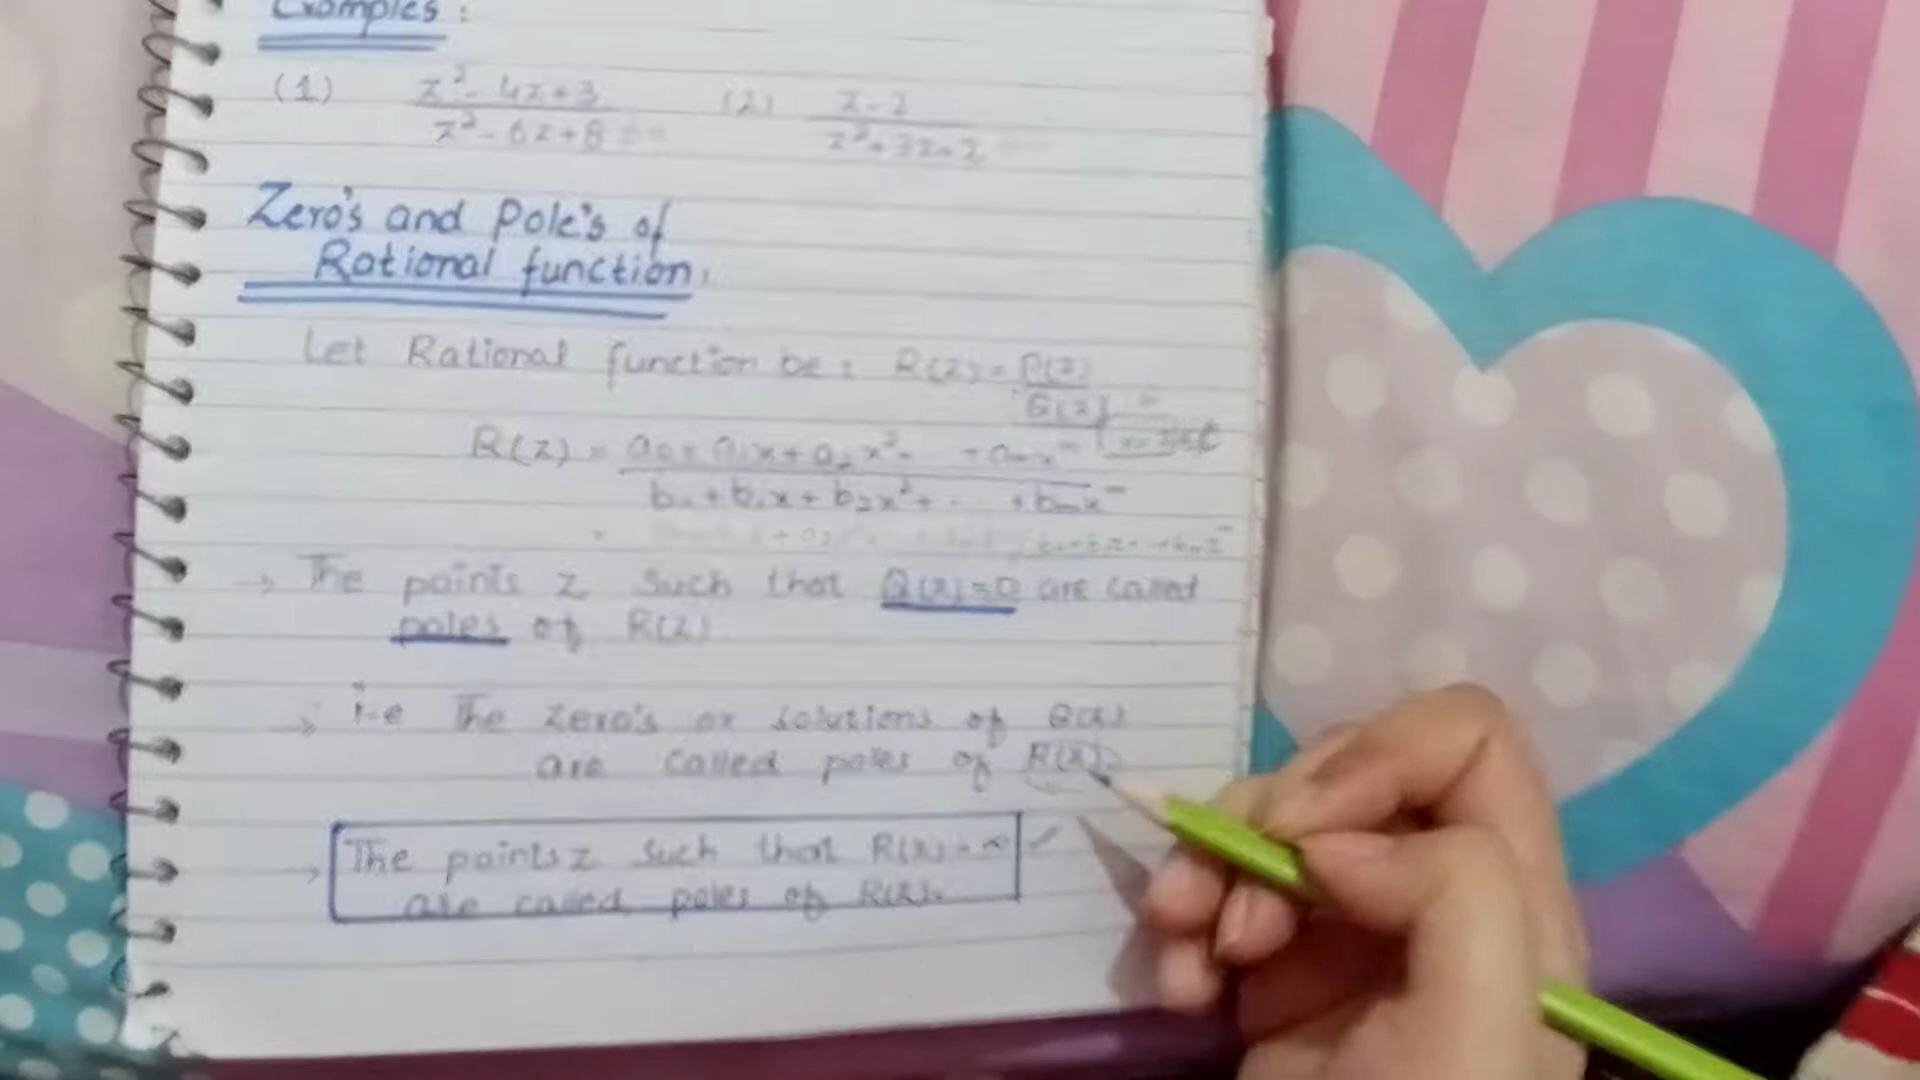 Examples :
(1) z² - 4z + 3 / z² - 6z + 8 (2) z - 2 / z² + 3z + 2
Zero's and Pole's of
Rational function.
Let Rational function be : R(z) = P(z) / Q(z)
R(z) = a₀ + a₁x + a₂x² - + aₘxᵐ / b₀ + b₁x + b₂x² + .. + bₘxᵐ
→ The points z such that Q(z)=0 are called
poles of R(z)
→ i-e The zero's or solutions of Q(z)
are called poles of R(z).
→ The points z such that R(z) = ∞
are called poles of R(z).